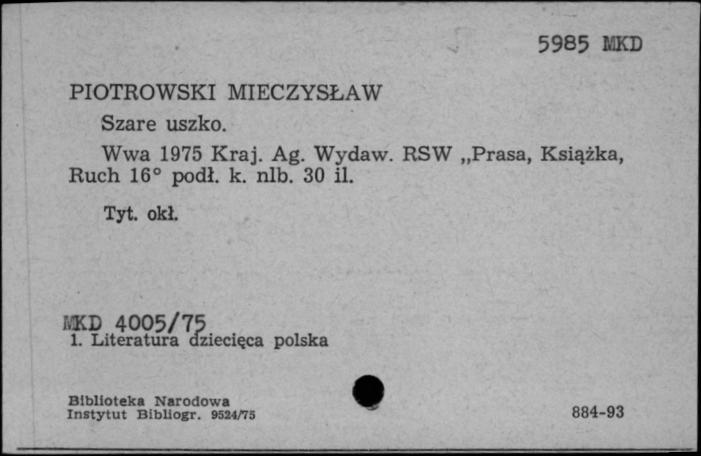 5985 MKD
PIOTROWSKI MIECZYSŁAW
Szare uszko.
Wwa 1975 Kraj. Ag. Wydaw. RSW „Prasa, Książka,
Ruch 16° podł. k. nlb. 30 il.
Tyt. okł.
MKD 4005/75
1. Literatura dziecięca polska
Biblioteka Narodowa
Instytut Bibliogr. 9524/75
884-93